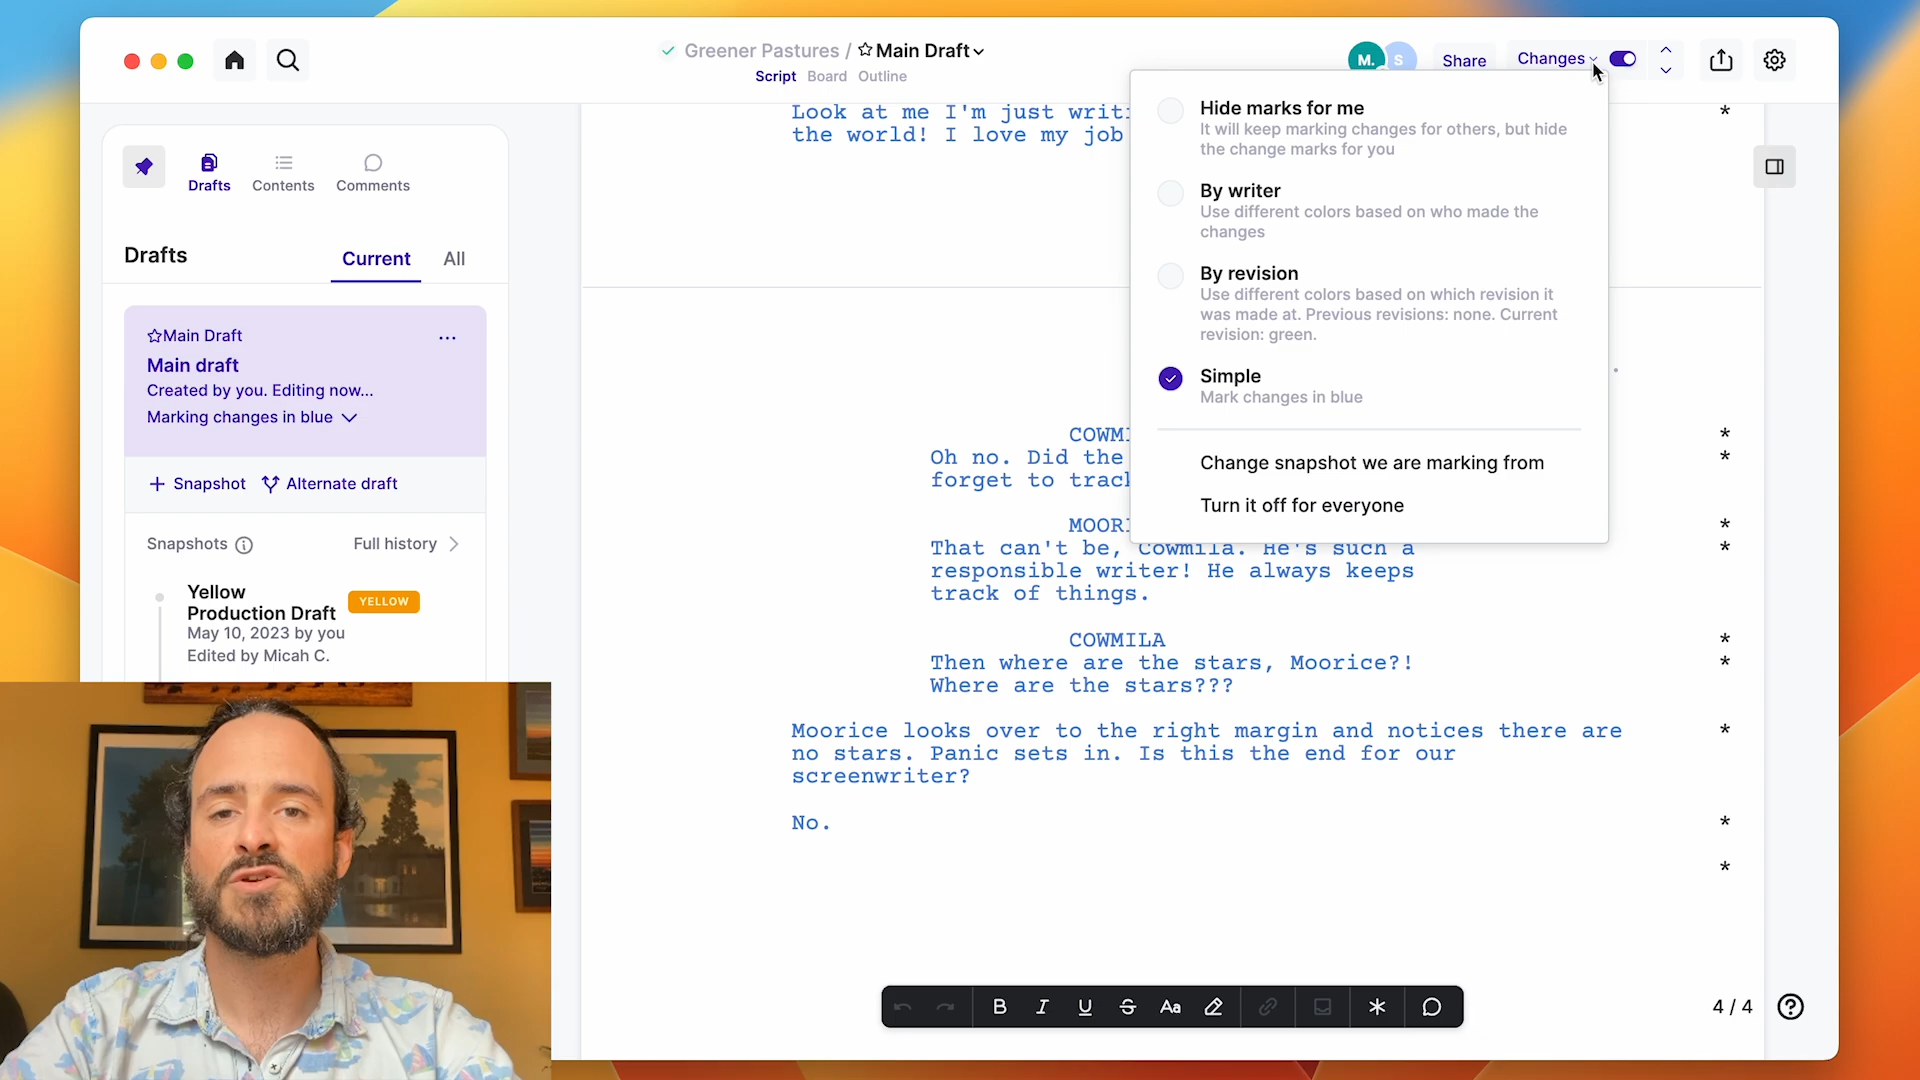 Greener Pastures / ☆Main Draft
Script Board Outline
M. S Share Changes
Drafts Contents Comments
Drafts Current All
☆Main Draft ...
Main draft
Created by you. Editing now...
Marking changes in blue
+ Snapshot Alternate draft
Snapshots Full history >
Yellow
Production Draft YELLOW
May 10, 2023 by you
Edited by Micah C.
Look at me I'm just writi *
the world! I love my job
Hide marks for me
It will keep marking changes for others, but hide
the change marks for you
By writer
Use different colors based on who made the
changes
By revision
Use different colors based on which revision it
was made at. Previous revisions: none. Current
revision: green.
Simple
Mark changes in blue
Change snapshot we are marking from
Turn it off for everyone
COWMI *
Oh no. Did the *
forget to track
MOORI *
That can't be, Cowmila. He's such a *
responsible writer! He always keeps
track of things.
COWMILA *
Then where are the stars, Moorice?! *
Where are the stars???
Moorice looks over to the right margin and notices there are *
no stars. Panic sets in. Is this the end for our
screenwriter?
No. *
*
B I U S Aa
4 / 4 ?